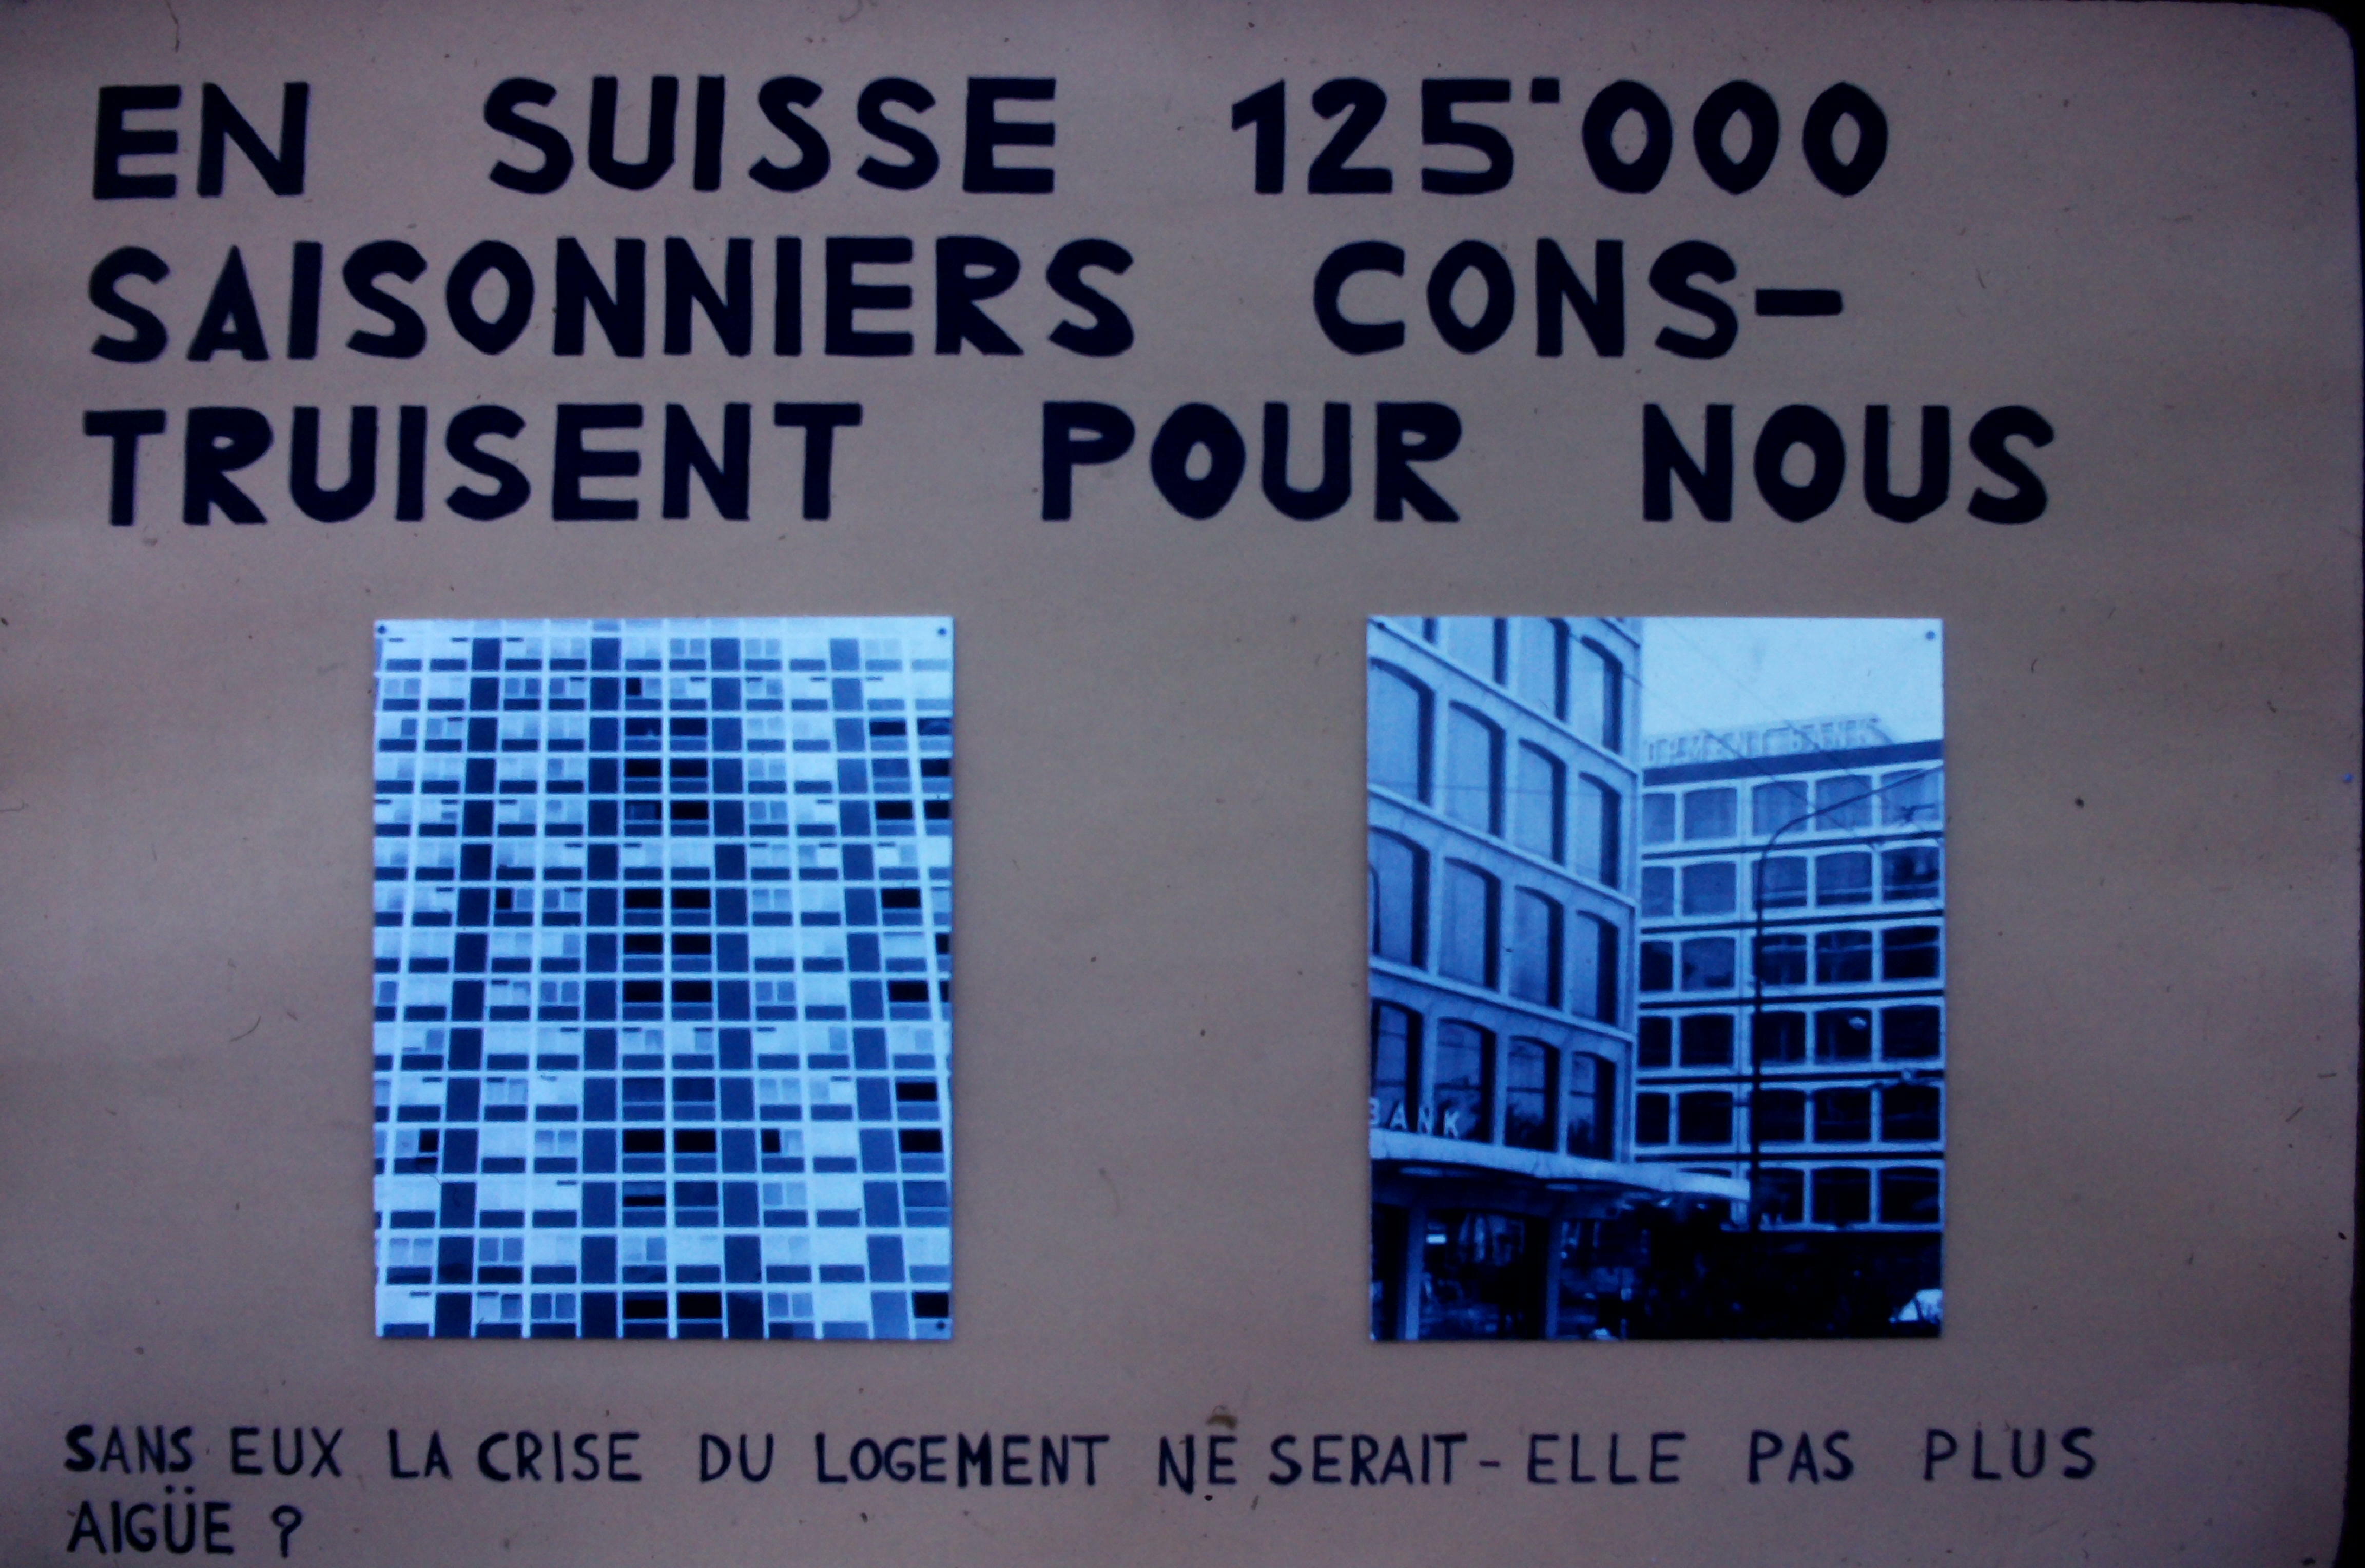 EN SUISSE 125'000
SAISONNIERS CONS-
TRUISENT POUR NOUS
BANK
SANS EUX LA CRISE DU LOGEMENT NE SERAIT-ELLE PAS PLUS
AIGÜE ?